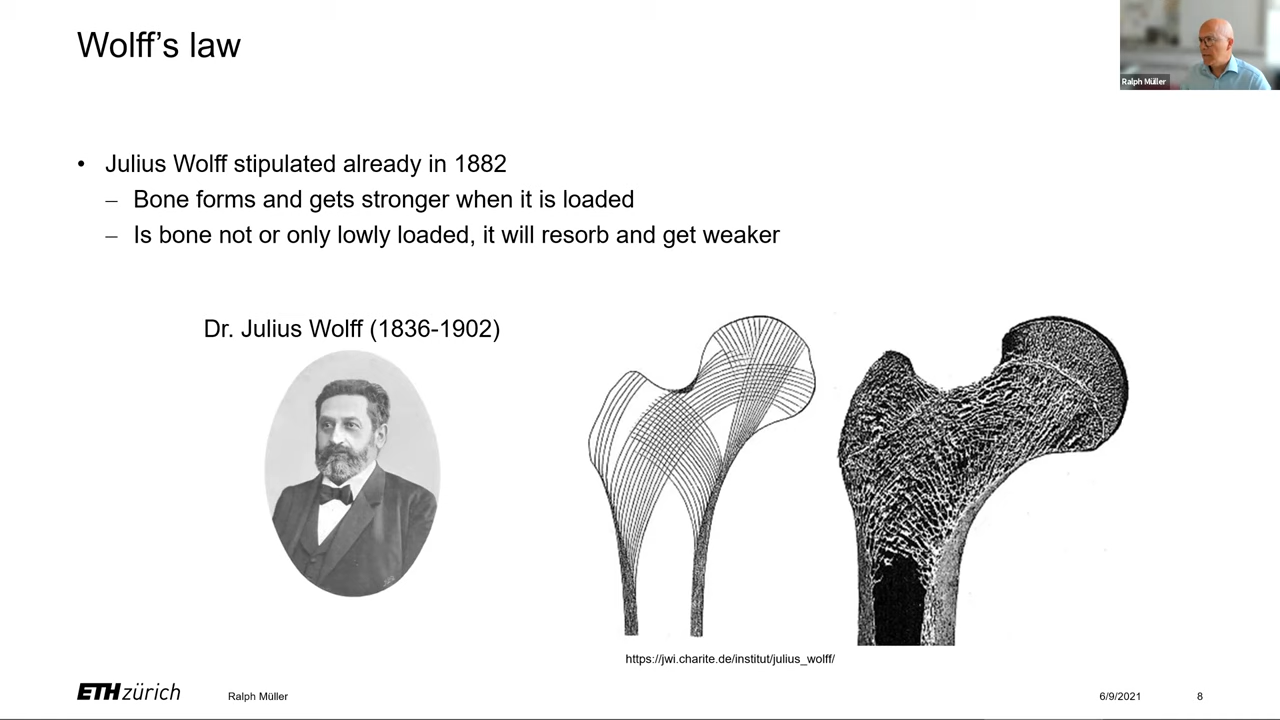 Wolff's law
Ralph Müller
• Julius Wolff stipulated already in 1882
– Bone forms and gets stronger when it is loaded
– Is bone not or only lowly loaded, it will resorb and get weaker
Dr. Julius Wolff (1836-1902)
https://jwi.charite.de/institut/julius_wolff/
ETH zürich
Ralph Müller
6/9/2021
8